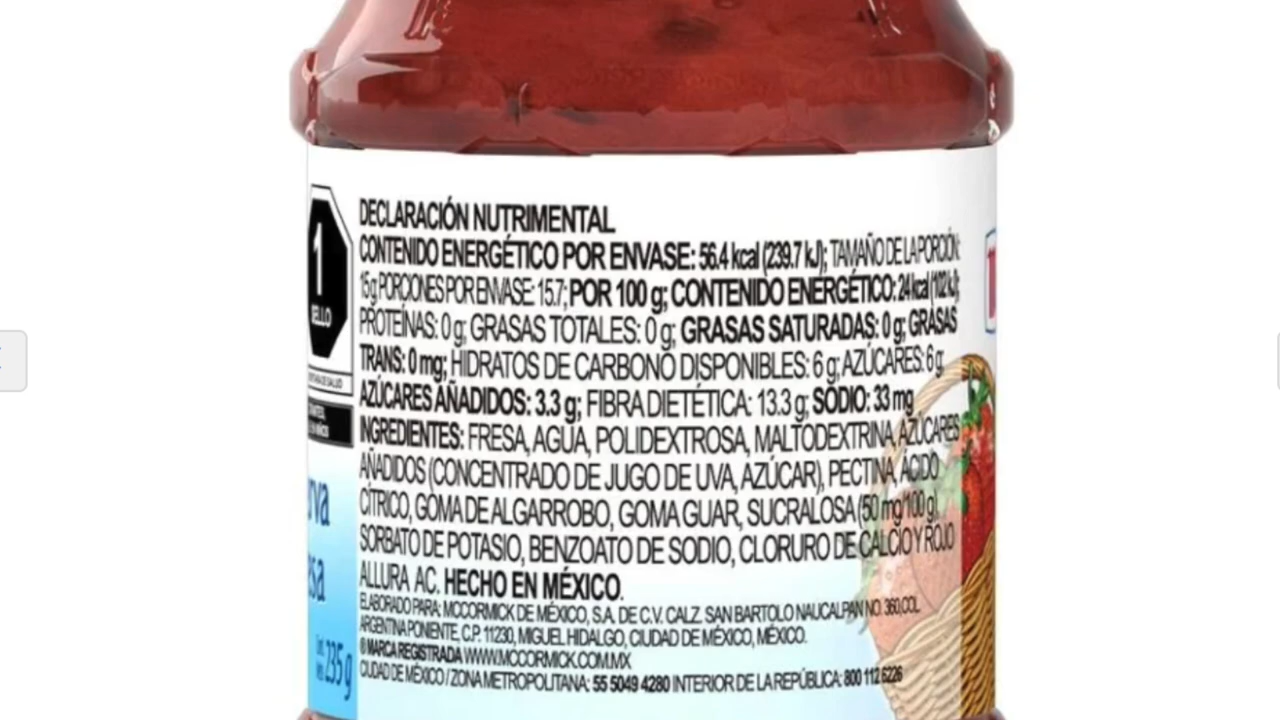 DECLARACIÓN NUTRIMENTAL
CONTENIDO ENERGÉTICO POR ENVASE: 56.4 kcal (239.7 kJ); TAMAÑO DE LA PORCIÓN:
15 g; PORCIONES POR ENVASE: 15.7; POR 100 g; CONTENIDO ENERGÉTICO: 24 kcal (102 kJ);
PROTEÍNAS: 0 g; GRASAS TOTALES: 0 g; GRASAS SATURADAS: 0 g; GRASAS
TRANS: 0 mg; HIDRATOS DE CARBONO DISPONIBLES: 6 g; AZÚCARES: 6 g;
AZÚCARES AÑADIDOS: 3.3 g; FIBRA DIETÉTICA: 13.3 g; SODIO: 33 mg
INGREDIENTES: FRESA, AGUA, POLIDEXTROSA, MALTODEXTRINA, AZÚCARES
AÑADIDOS (CONCENTRADO DE JUGO DE UVA, AZÚCAR), PECTINA, ÁCIDO
CÍTRICO, GOMA DE ALGARROBO, GOMA GUAR, SUCRALOSA (50 mg/100 g),
SORBATO DE POTASIO, BENZOATO DE SODIO, CLORURO DE CALCIO Y ROJO
ALLURA AC. HECHO EN MÉXICO.
ELABORADO PARA: MCCORMICK DE MÉXICO, S.A. DE C.V. CALZ. SAN BARTOLO NAUCALPAN NO. 360, COL.
ARGENTINA PONIENTE, C.P. 11230, MIGUEL HIDALGO, CIUDAD DE MÉXICO, MÉXICO.
® MARCA REGISTRADA WWW.MCCORMICK.COM.MX
CIUDAD DE MÉXICO / ZONA METROPOLITANA: 55 5049 4280 INTERIOR DE LA REPÚBLICA: 800 112 6226
1
SELLO
rva
esa
235 g